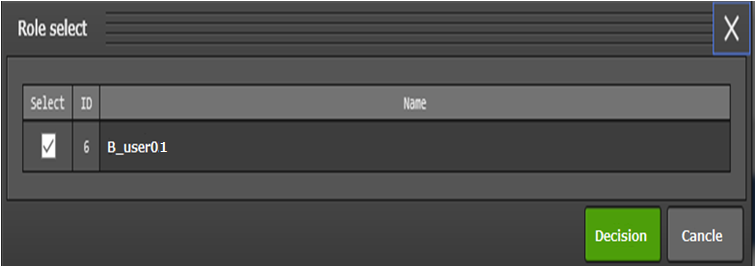 Role select
X
Select ID Name
6 B_user01
Decision Cancle